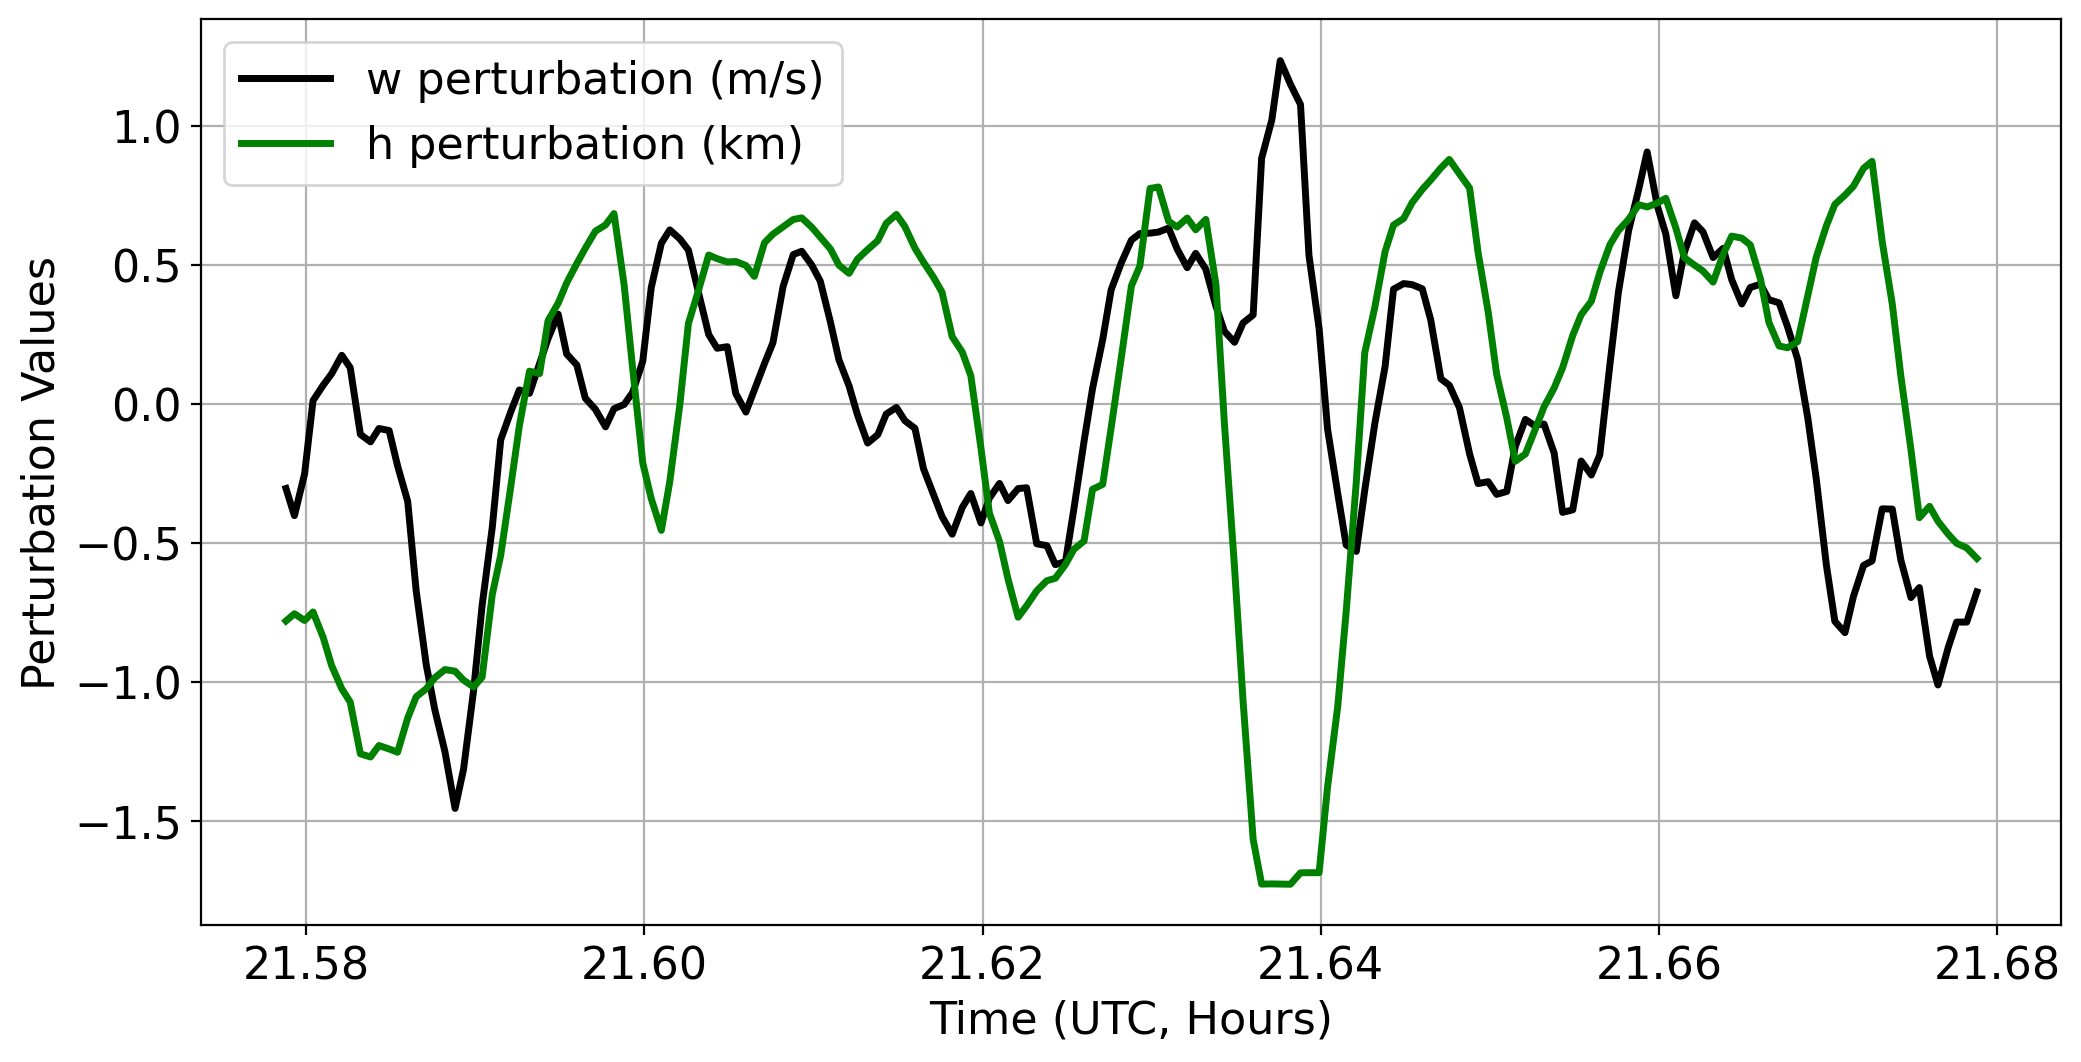 w perturbation (m/s)
h perturbation (km)
Perturbation Values
1.0
0.5
0.0
−0.5
−1.0
−1.5
21.58 21.60 21.62 21.64 21.66 21.68
Time (UTC, Hours)